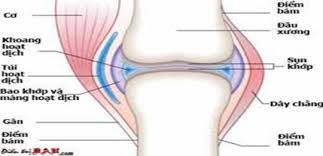 Cơ
Khoang
hoạt
dịch
Túi
hoạt dịch
Bao khớp và
màng hoạt dịch
Gân
Điểm
bám
Điểm
bám
Đầu
xương
Sụn
khớp
Dây chằng
Điểm
bám